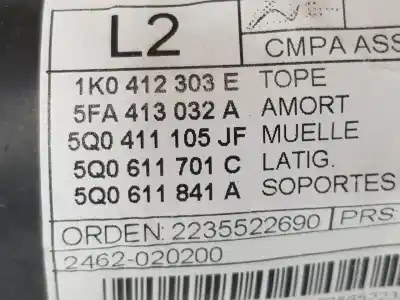 L2
CMPA ASS
1K0 412 303 E TOPE
5FA 413 032 A AMORT
5Q0 411 105 JF MUELLE
5Q0 611 701 C LATIG.
5Q0 611 841 A SOPORTES
ORDEN: 2235522690 PRS
2462-020200